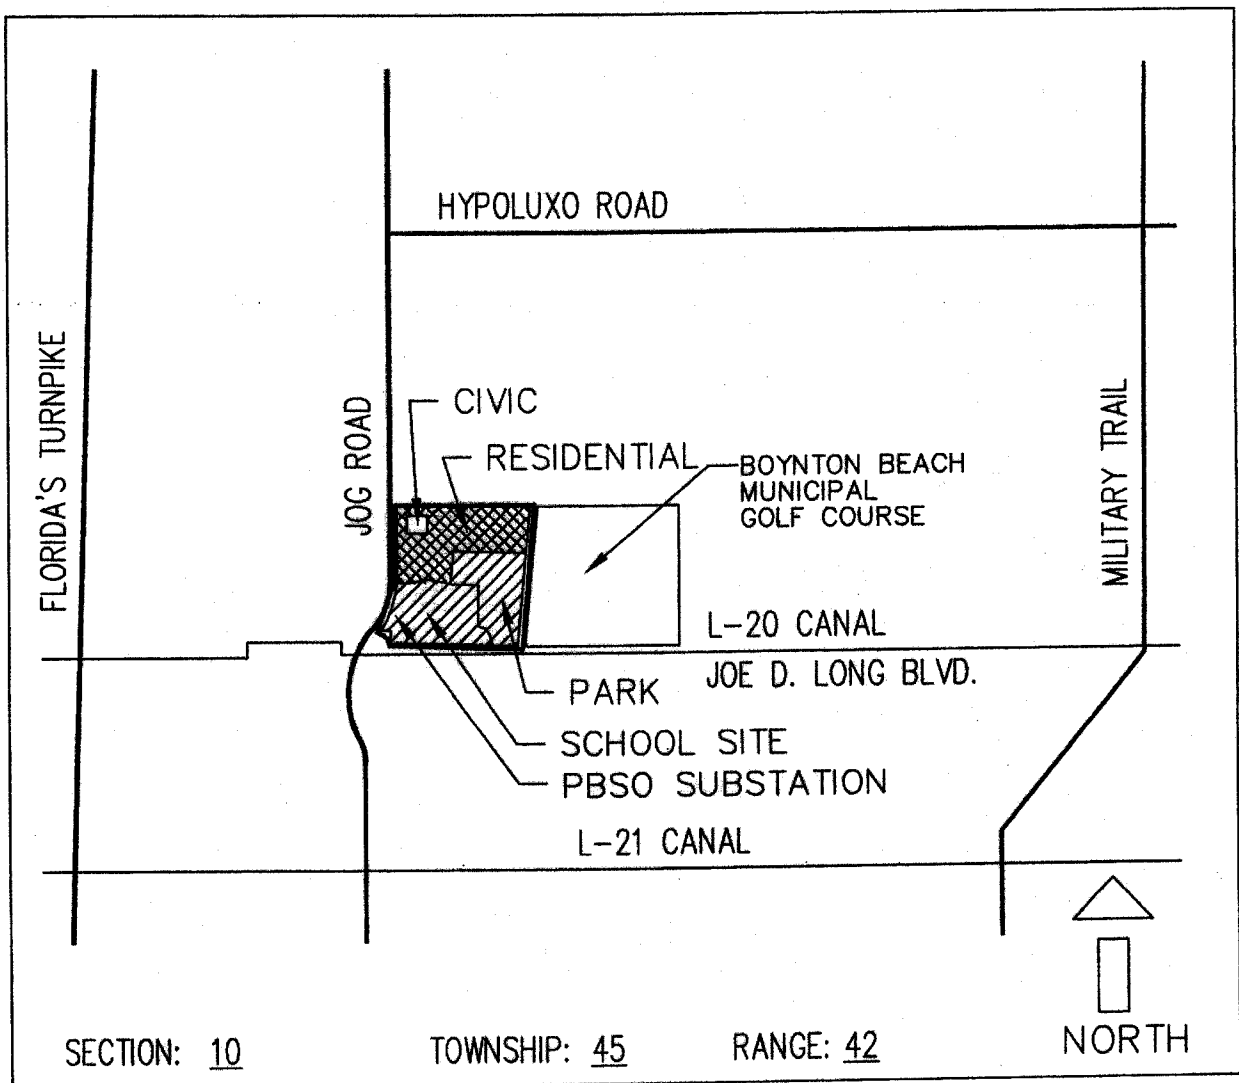 HYPOLUXO ROAD
FLORIDA'S TURNPIKE
JOG ROAD
CIVIC
RESIDENTIAL
BOYNTON BEACH
MUNICIPAL
GOLF COURSE
MILITARY TRAIL
L-20 CANAL
JOE D. LONG BLVD.
PARK
SCHOOL SITE
PBSO SUBSTATION
L-21 CANAL
NORTH
SECTION: 10 TOWNSHIP: 45 RANGE: 42